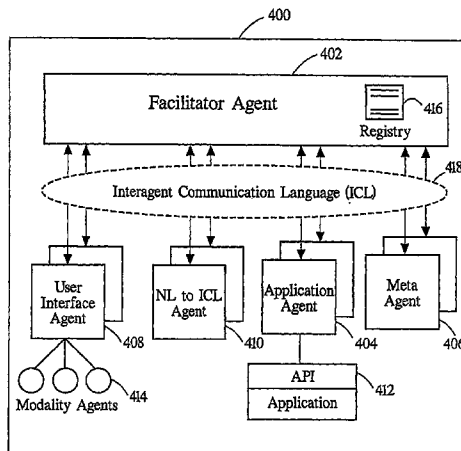 400
402
Facilitator Agent
416
Registry
418
Interagent Communication Language (ICL)
User
Interface
Agent
NL to ICL
Agent
Application
Agent
Meta
Agent
408
410
404
406
414
Modality Agents
API
Application
412